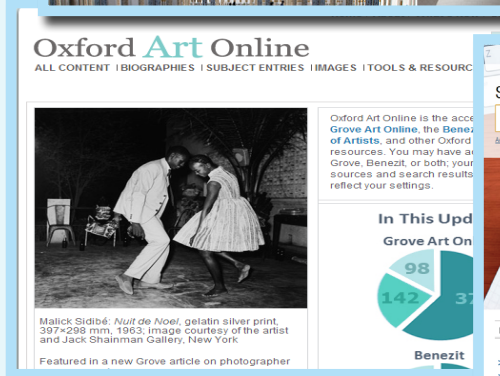 Oxford Art Online
ALL CONTENT | BIOGRAPHIES | SUBJECT ENTRIES | IMAGES | TOOLS & RESOURC
Oxford Art Online is the acce
Grove Art Online, the Benez
of Artists, and other Oxford
resources. You may have ac
Grove, Benezit, or both; your
sources and search results
reflect your settings.
In This Upd
Grove Art On
98
142
37
Benezit
Malick Sidibé: Nuit de Noel, gelatin silver print,
397×298 mm, 1963; image courtesy of the artist
and Jack Shainman Gallery, New York
Featured in a new Grove article on photographer